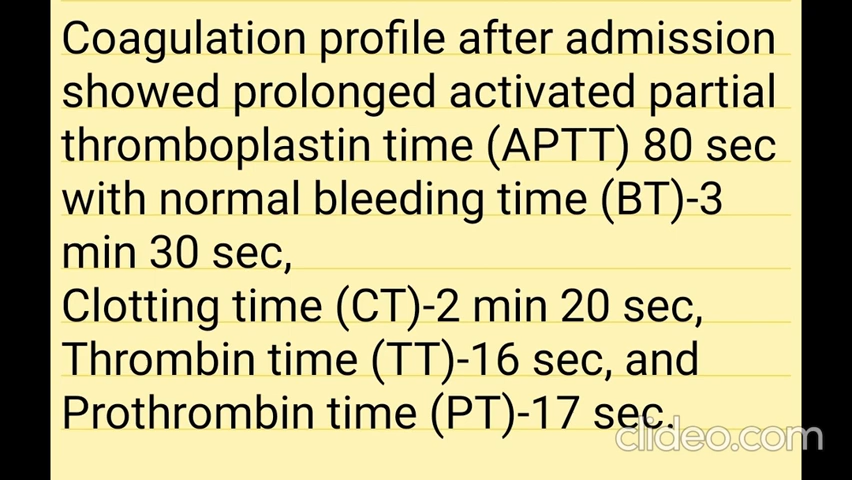 Coagulation profile after admission
showed prolonged activated partial
thromboplastin time (APTT) 80 sec
with normal bleeding time (BT)-3
min 30 sec,
Clotting time (CT)-2 min 20 sec,
Thrombin time (TT)-16 sec, and
Prothrombin time (PT)-17 sec.
clideo.com